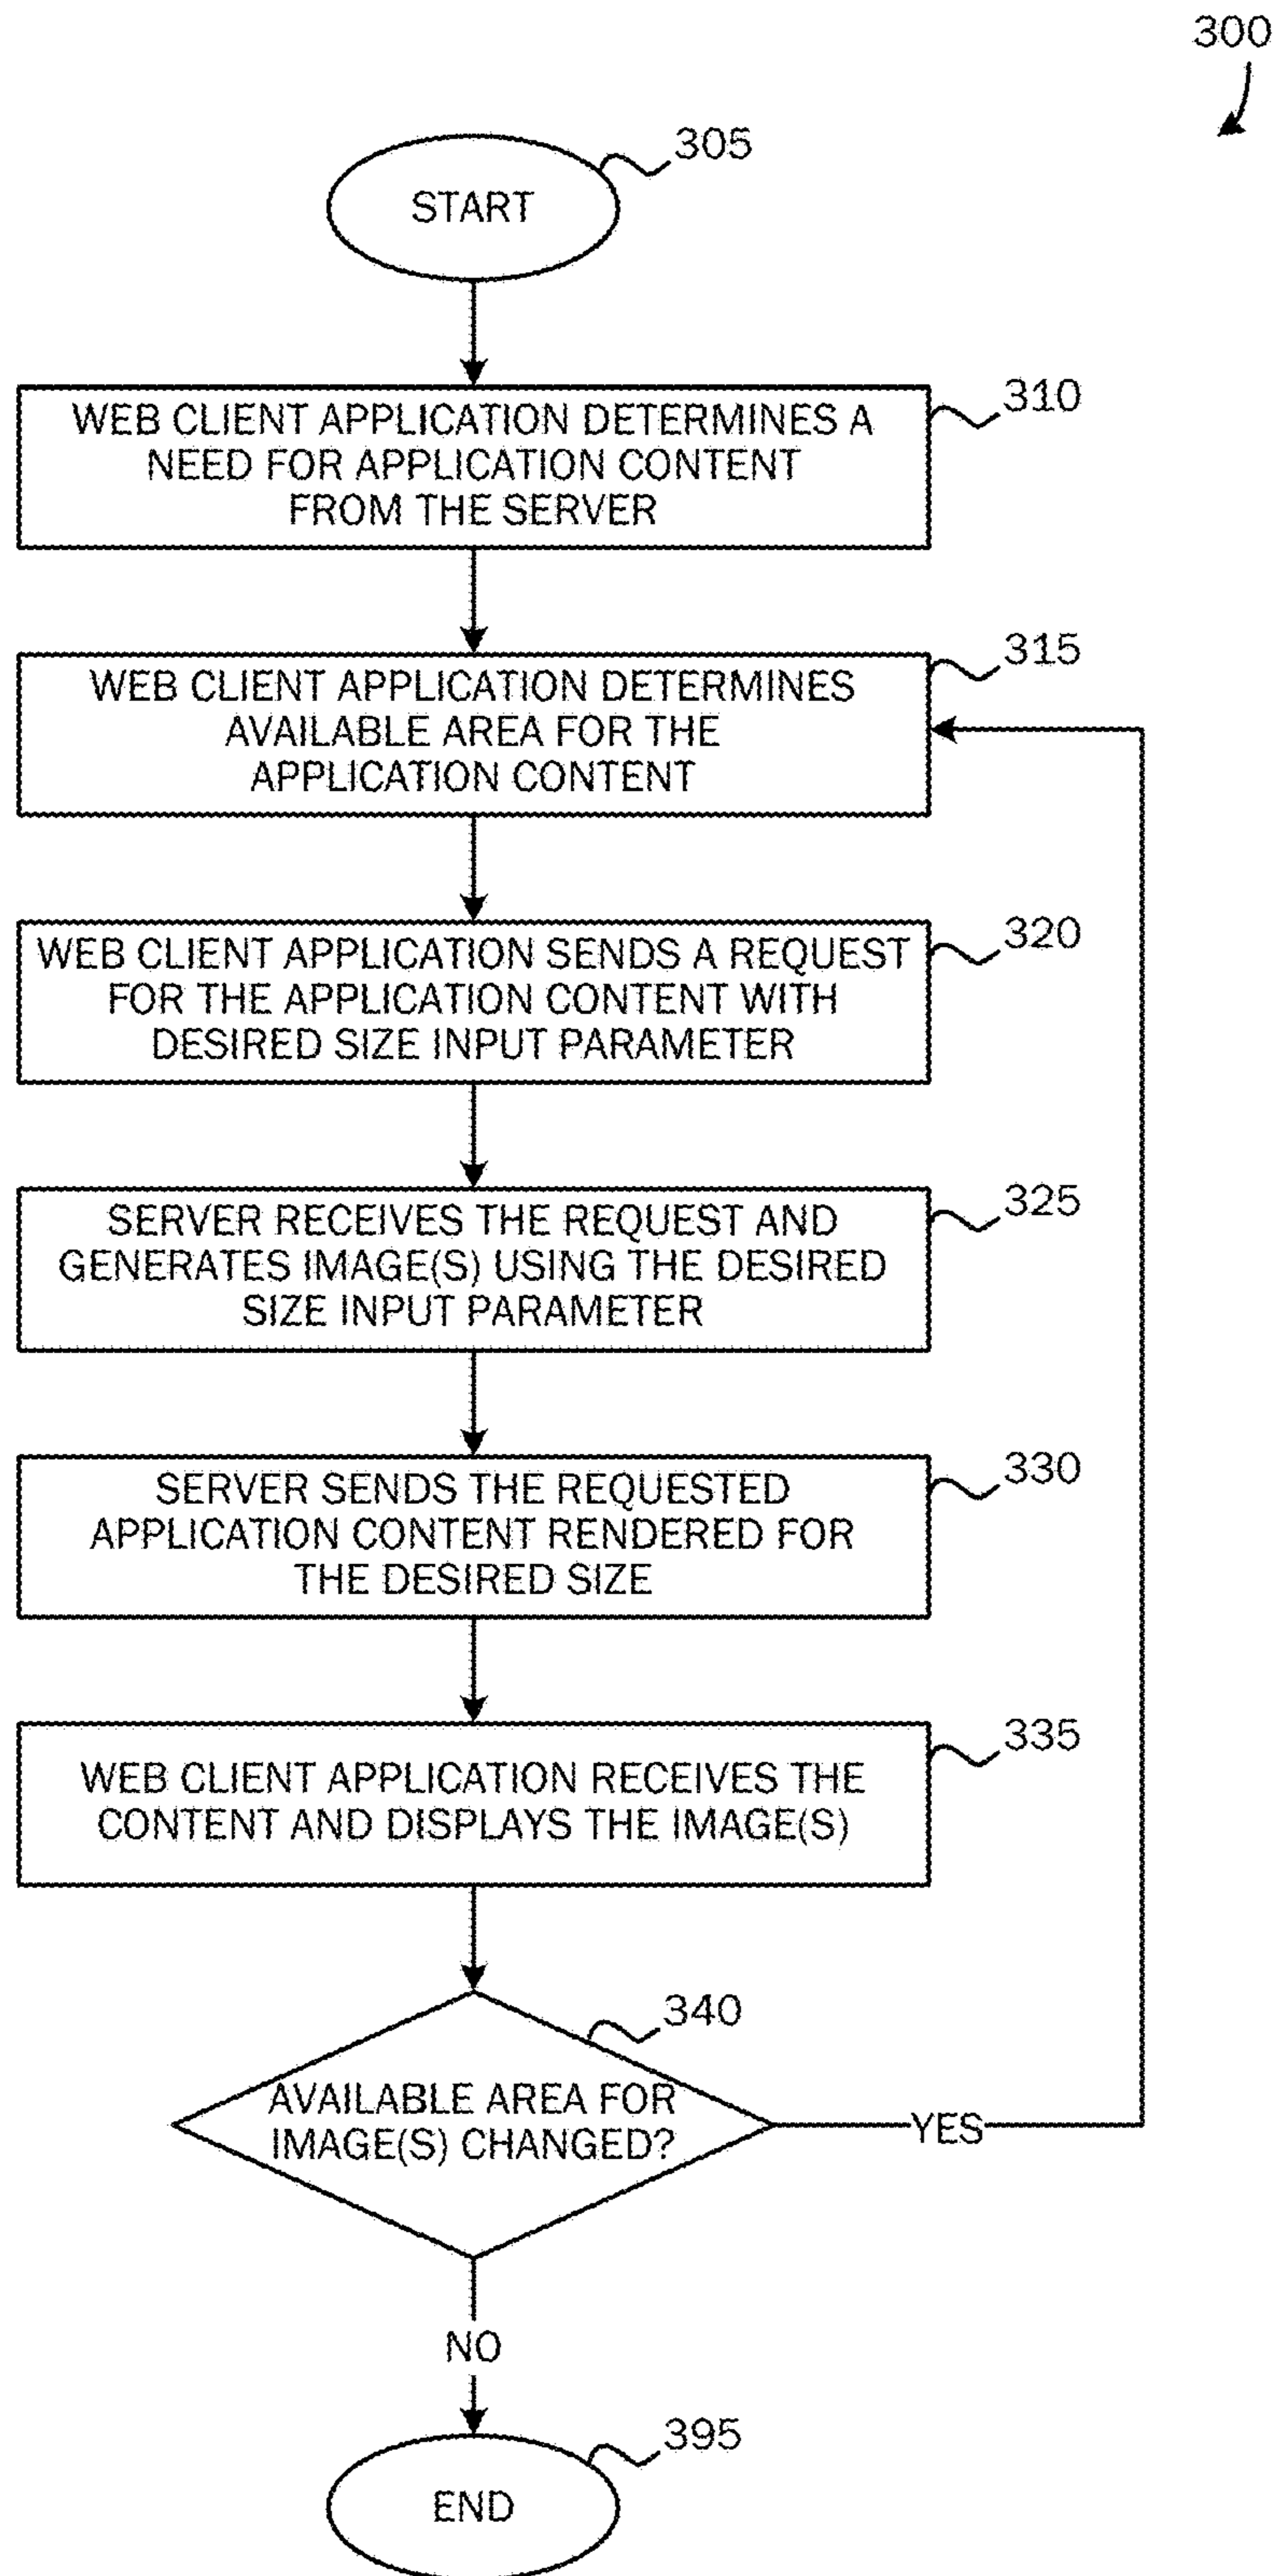 300
305
START
310
WEB CLIENT APPLICATION DETERMINES A
NEED FOR APPLICATION CONTENT
FROM THE SERVER
315
WEB CLIENT APPLICATION DETERMINES
AVAILABLE AREA FOR THE
APPLICATION CONTENT
320
WEB CLIENT APPLICATION SENDS A REQUEST
FOR THE APPLICATION CONTENT WITH
DESIRED SIZE INPUT PARAMETER
325
SERVER RECEIVES THE REQUEST AND
GENERATES IMAGE(S) USING THE DESIRED
SIZE INPUT PARAMETER
330
SERVER SENDS THE REQUESTED
APPLICATION CONTENT RENDERED FOR
THE DESIRED SIZE
335
WEB CLIENT APPLICATION RECEIVES THE
CONTENT AND DISPLAYS THE IMAGE(S)
340
AVAILABLE AREA FOR
IMAGE(S) CHANGED?
YES
NO
395
END